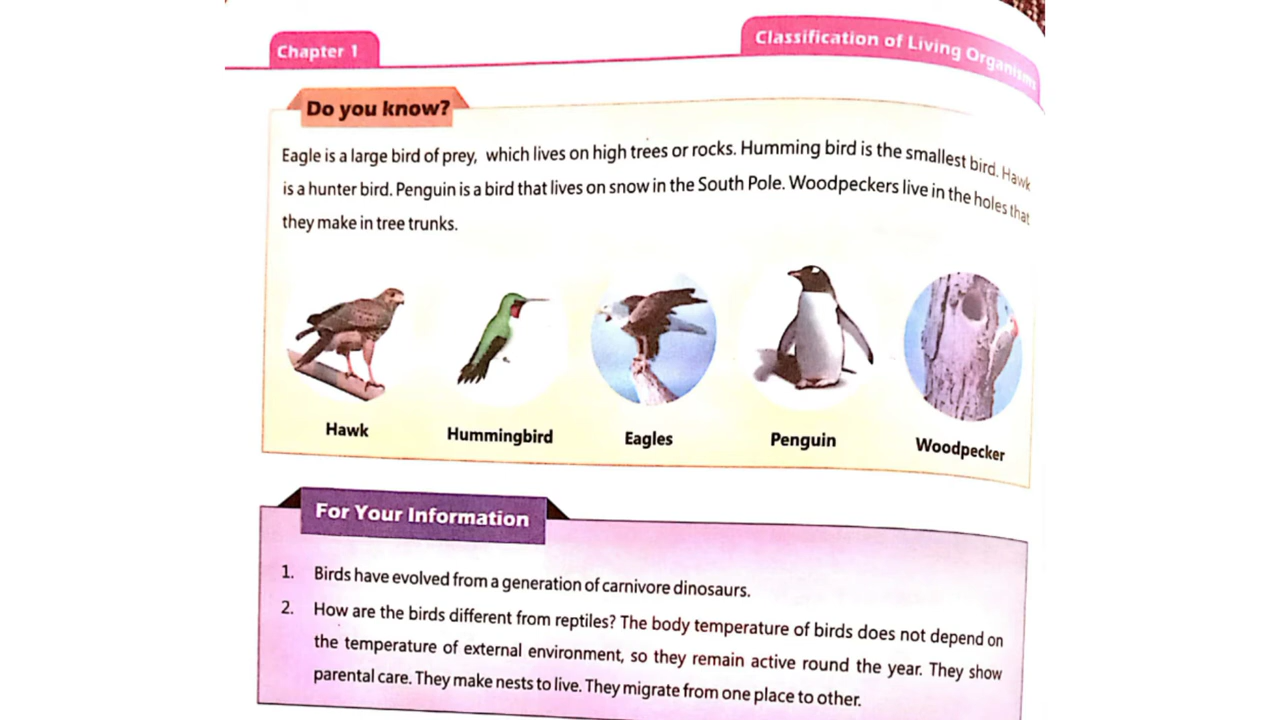 Chapter 1
Classification of Living Organism
Do you know?
Eagle is a large bird of prey, which lives on high trees or rocks. Humming bird is the smallest bird. Hawk
is a hunter bird. Penguin is a bird that lives on snow in the South Pole. Woodpeckers live in the holes that
they make in tree trunks.
Hawk
Hummingbird
Eagles
Penguin
Woodpecker
For Your Information
1. Birds have evolved from a generation of carnivore dinosaurs.
2. How are the birds different from reptiles? The body temperature of birds does not depend on
the temperature of external environment, so they remain active round the year. They show
parental care. They make nests to live. They migrate from one place to other.